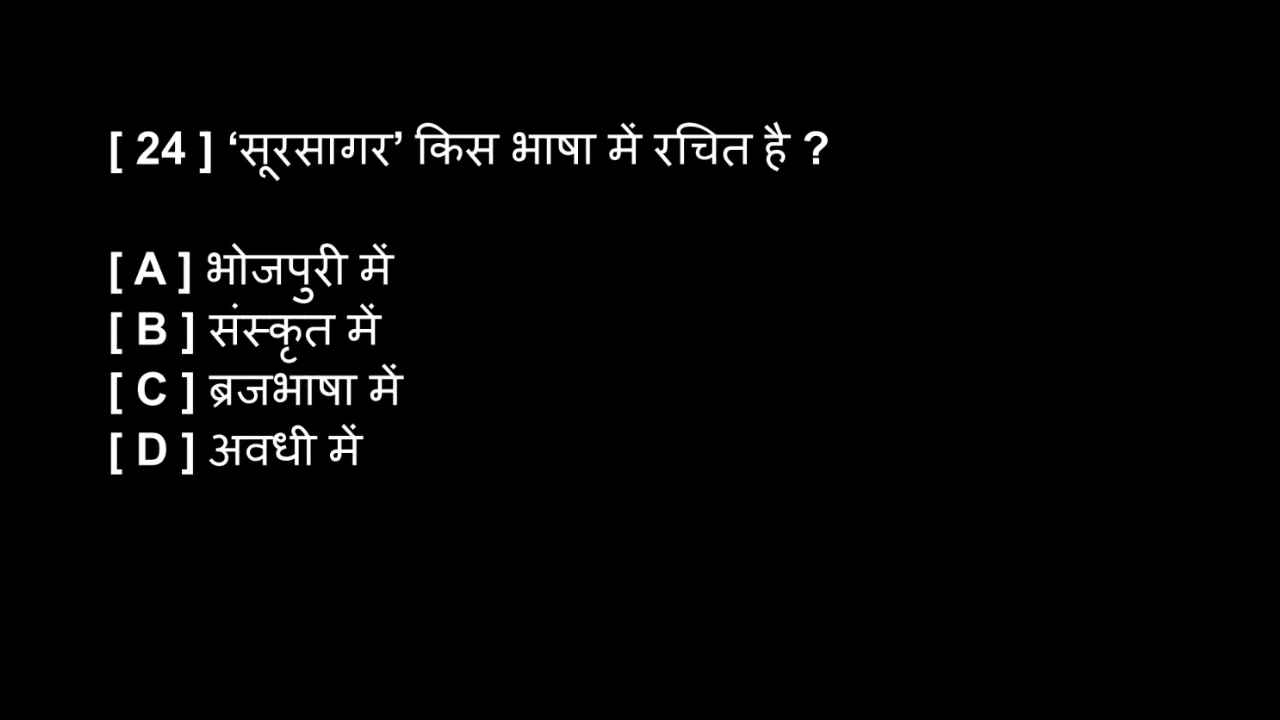 [ 24 ] ‘सूरसागर’ किस भाषा में रचित है ?
[ A ] भोजपुरी में
[ B ] संस्कृत में
[ C ] ब्रजभाषा में
[ D ] अवधी में